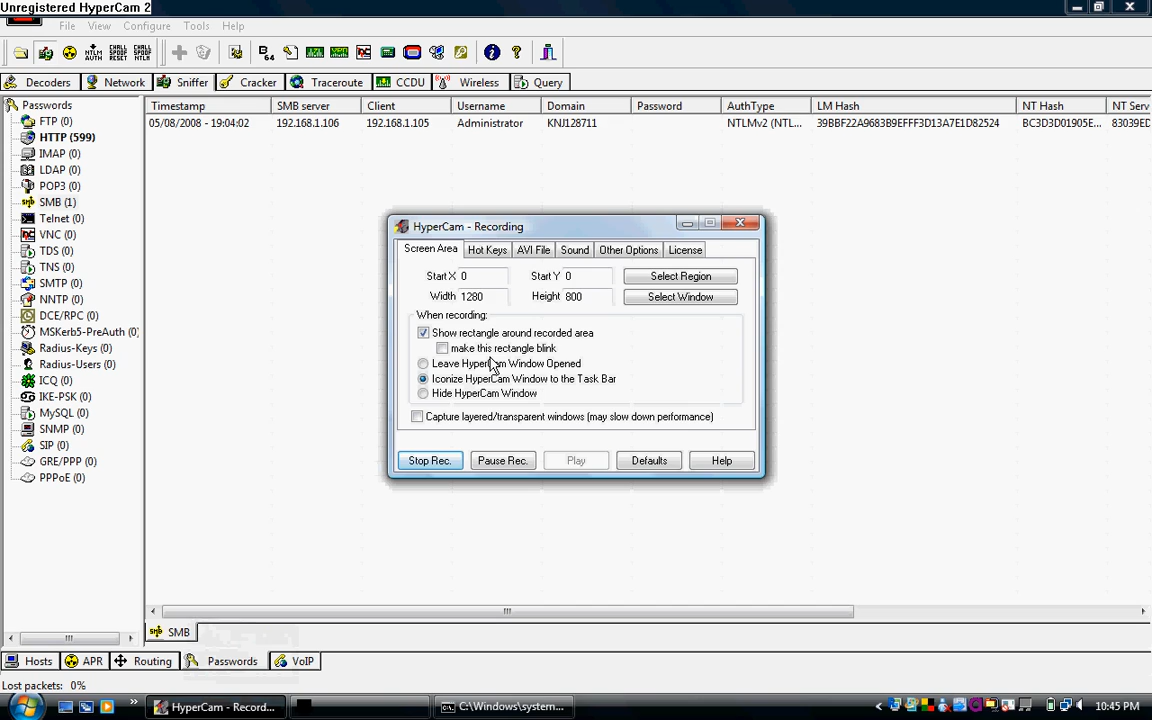 Unregistered HyperCam 2
File View Configure Tools Help
Decoders Network Sniffer Cracker Traceroute CCDU Wireless Query
Passwords
FTP (0)
HTTP (599)
IMAP (0)
LDAP (0)
POP3 (0)
SMB (1)
Telnet (0)
VNC (0)
TDS (0)
TNS (0)
SMTP (0)
NNTP (0)
DCE/RPC (0)
MSKerb5-PreAuth (0)
Radius-Keys (0)
Radius-Users (0)
ICQ (0)
IKE-PSK (0)
MySQL (0)
SNMP (0)
SIP (0)
GRE/PPP (0)
PPPoE (0)
Timestamp SMB server Client Username Domain Password AuthType LM Hash NT Hash NT Serv
05/08/2008 - 19:04:02 192.168.1.106 192.168.1.105 Administrator KNJ128711 NTLMv2 (NTL... 39BBF22A9683B9EFFF3D13A7E1D82524 BC3D3D01905E... 83039ED
HyperCam - Recording
Screen Area Hot Keys AVI File Sound Other Options License
Start X 0 Start Y 0 Select Region
Width 1280 Height 800 Select Window
When recording:
Show rectangle around recorded area
make this rectangle blink
Leave HyperCam Window Opened
Iconize HyperCam Window to the Task Bar
Hide HyperCam Window
Capture layered/transparent windows (may slow down performance)
Stop Rec. Pause Rec. Play Defaults Help
SMB
Hosts APR Routing Passwords VoIP
Lost packets: 0%
HyperCam - Record... C:\Windows\system... 10:45 PM